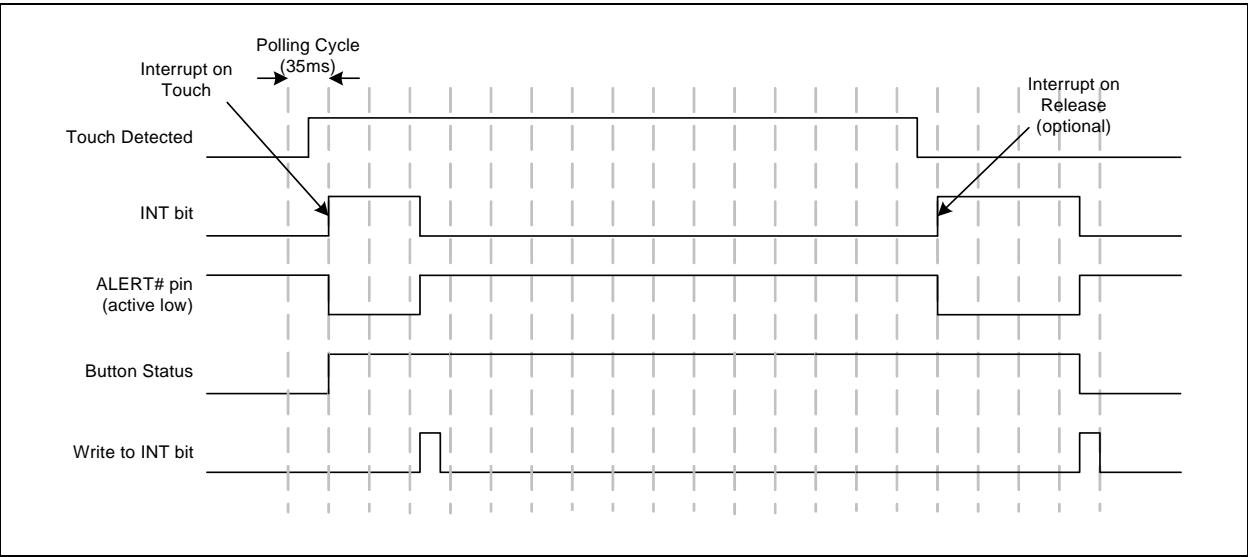 Polling Cycle
(35ms)
Interrupt on
Touch
Interrupt on
Release
(optional)
Touch Detected
INT bit
ALERT# pin
(active low)
Button Status
Write to INT bit